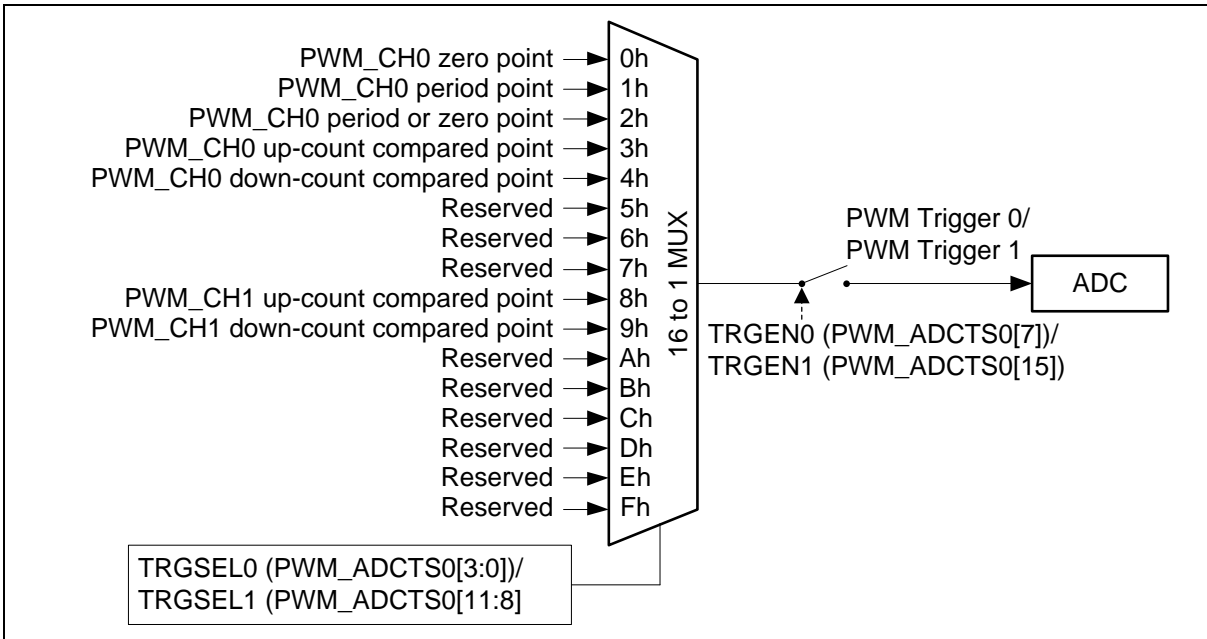 PWM_CH0 zero point 0h
PWM_CH0 period point 1h
PWM_CH0 period or zero point 2h
PWM_CH0 up-count compared point 3h
PWM_CH0 down-count compared point 4h
Reserved 5h
Reserved 6h
Reserved 7h
PWM_CH1 up-count compared point 8h
PWM_CH1 down-count compared point 9h
Reserved Ah
Reserved Bh
Reserved Ch
Reserved Dh
Reserved Eh
Reserved Fh
16 to 1 MUX
PWM Trigger 0/
PWM Trigger 1
ADC
TRGEN0 (PWM_ADCTS0[7])/
TRGEN1 (PWM_ADCTS0[15])
TRGSEL0 (PWM_ADCTS0[3:0])/
TRGSEL1 (PWM_ADCTS0[11:8]